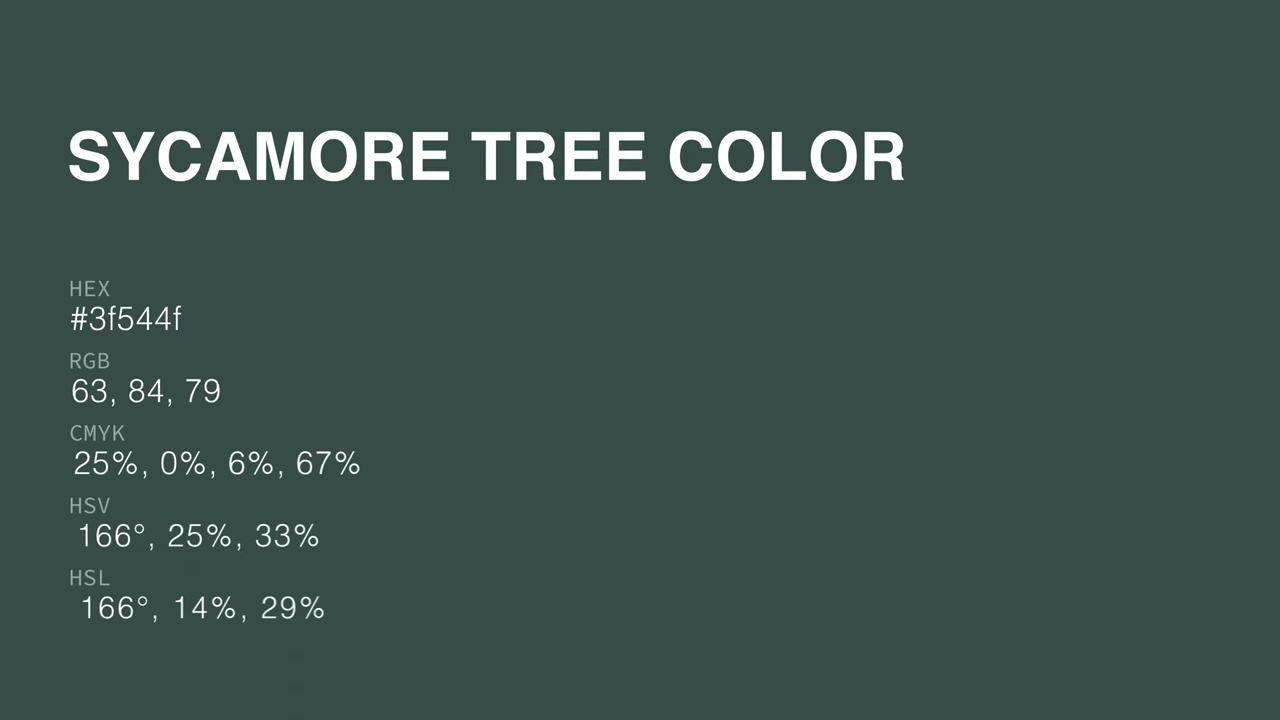 SYCAMORE TREE COLOR
HEX
#3f544f
RGB
63, 84, 79
CMYK
25%, 0%, 6%, 67%
HSV
166°, 25%, 33%
HSL
166°, 14%, 29%